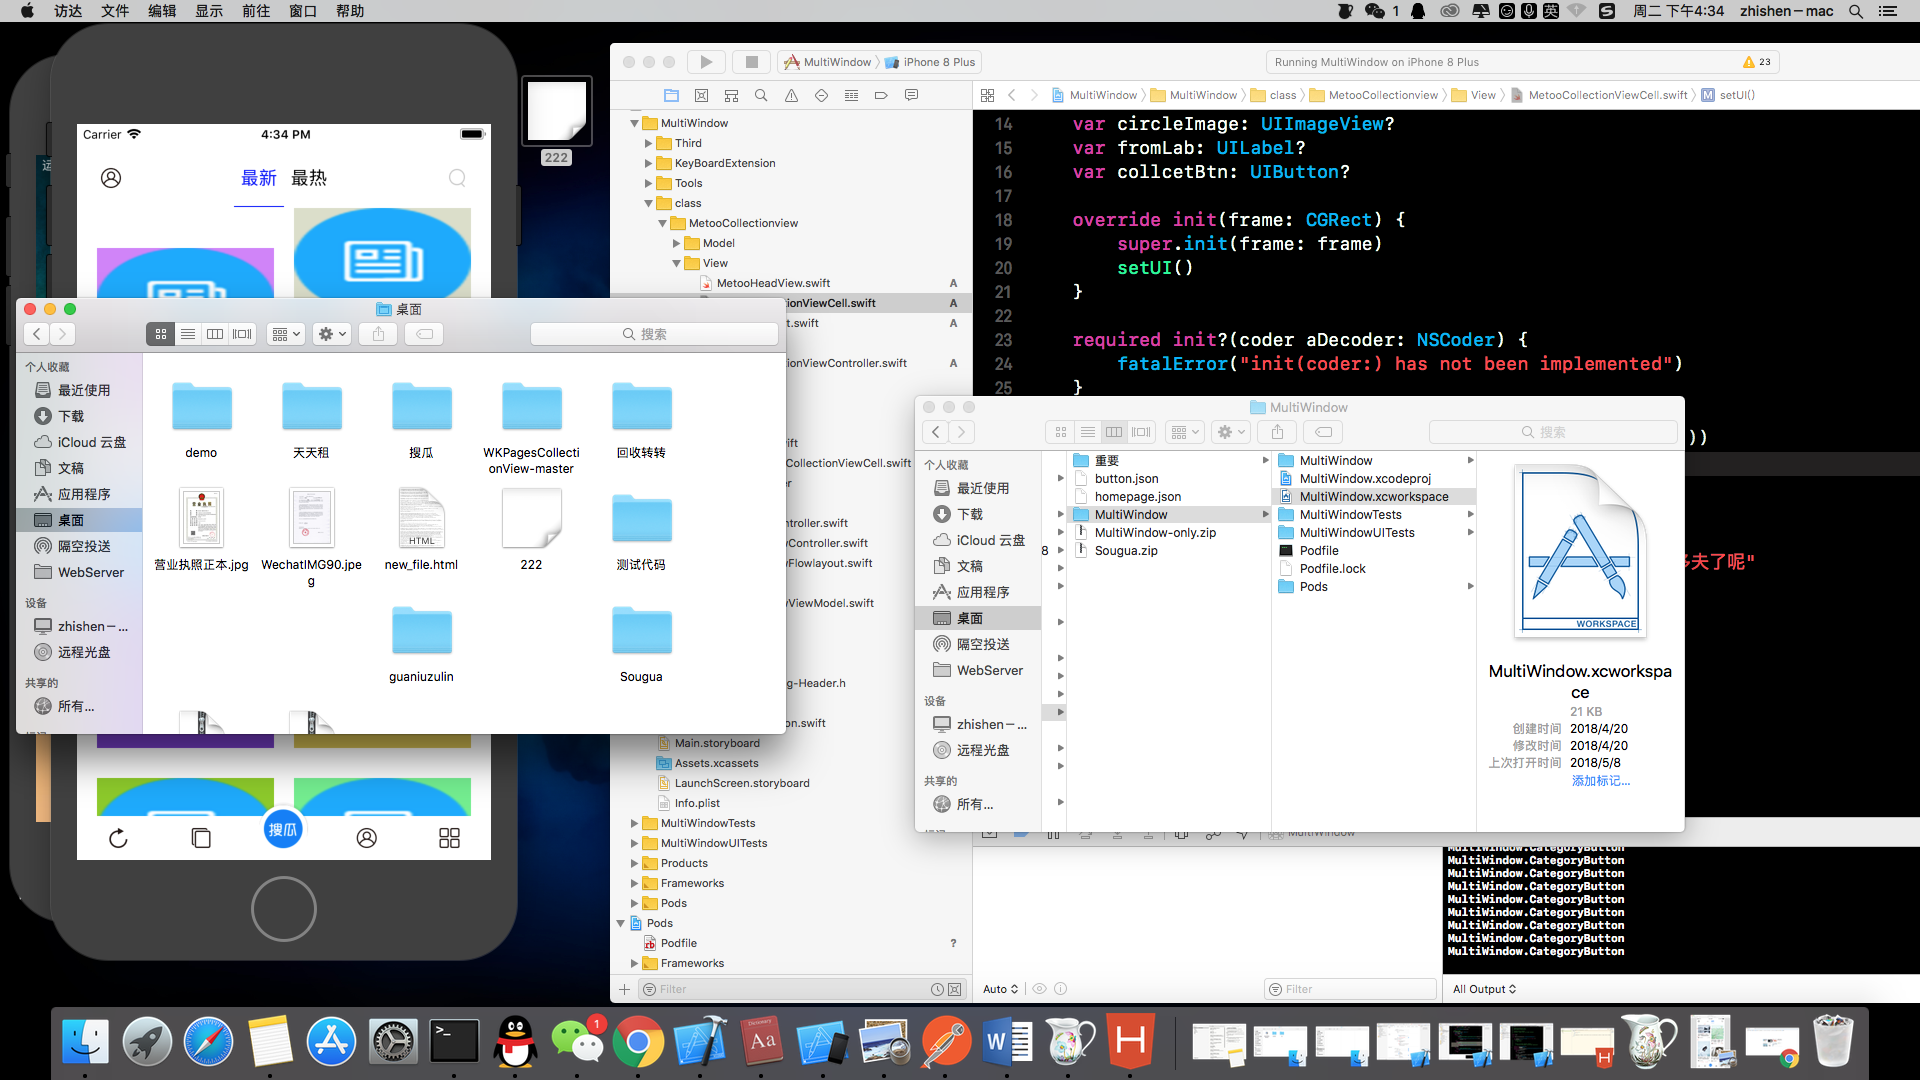 访达 文件 编辑 显示 前往 窗口 帮助
1 英 周二 下午4:34 zhishen－mac
Carrier 4:34 PM
最新 最热
222
MultiWindow iPhone 8 Plus
Running MultiWindow on iPhone 8 Plus
23
MultiWindow
Third
KeyBoardExtension
Tools
class
MetooCollectionview
Model
View
MetooHeadView.swift A
ionViewCell.swift A
t.swift A
ionViewController.swift A
ift
CollectionViewCell.swift
er
ntroller.swift
wController.swift
wFlowlayout.swift
yViewModel.swift
g-Header.h
on.swift
Main.storyboard
Assets.xcassets
LaunchScreen.storyboard
Info.plist
MultiWindowTests
MultiWindowUITests
Products
Frameworks
Pods
Pods
Podfile ?
Frameworks
Filter
MultiWindow MultiWindow class MetooCollectionview View MetooCollectionViewCell.swift M setUI()
14 var circleImage: UIImageView?
15 var fromLab: UILabel?
16 var collcetBtn: UIButton?
17
18 override init(frame: CGRect) {
19 super.init(frame: frame)
20 setUI()
21 }
22
23 required init?(coder aDecoder: NSCoder) {
24 fatalError("init(coder:) has not been implemented")
25 }
))
夫了呢"
桌面
搜索
个人收藏
最近使用
下载
iCloud 云盘
文稿
应用程序
桌面
隔空投送
WebServer
设备
zhishen－...
远程光盘
共享的
所有...
demo
天天租
搜瓜
WKPagesCollecti
onView-master
回收转转
营业执照正本.jpg
WechatIMG90.jpe
g
HTML
new_file.html
222
测试代码
guaniuzulin
Sougua
搜瓜
MultiWindow
搜索
个人收藏
最近使用
下载
iCloud 云盘
文稿
应用程序
桌面
隔空投送
WebServer
设备
zhishen－...
远程光盘
共享的
所有...
8
重要
button.json
homepage.json
MultiWindow
MultiWindow-only.zip
Sougua.zip
MultiWindow
MultiWindow.xcodeproj
MultiWindow.xcworkspace
MultiWindowTests
MultiWindowUITests
Podfile
Podfile.lock
Pods
WORKSPACE
MultiWindow.xcworkspa
ce
21 KB
创建时间 2018/4/20
修改时间 2018/4/20
上次打开时间 2018/5/8
添加标记...
MultiWindow
MultiWindow.CategoryButton
MultiWindow.CategoryButton
MultiWindow.CategoryButton
MultiWindow.CategoryButton
MultiWindow.CategoryButton
MultiWindow.CategoryButton
MultiWindow.CategoryButton
MultiWindow.CategoryButton
MultiWindow.CategoryButton
Auto Filter All Output
1
Dictionary
Aa
W
H